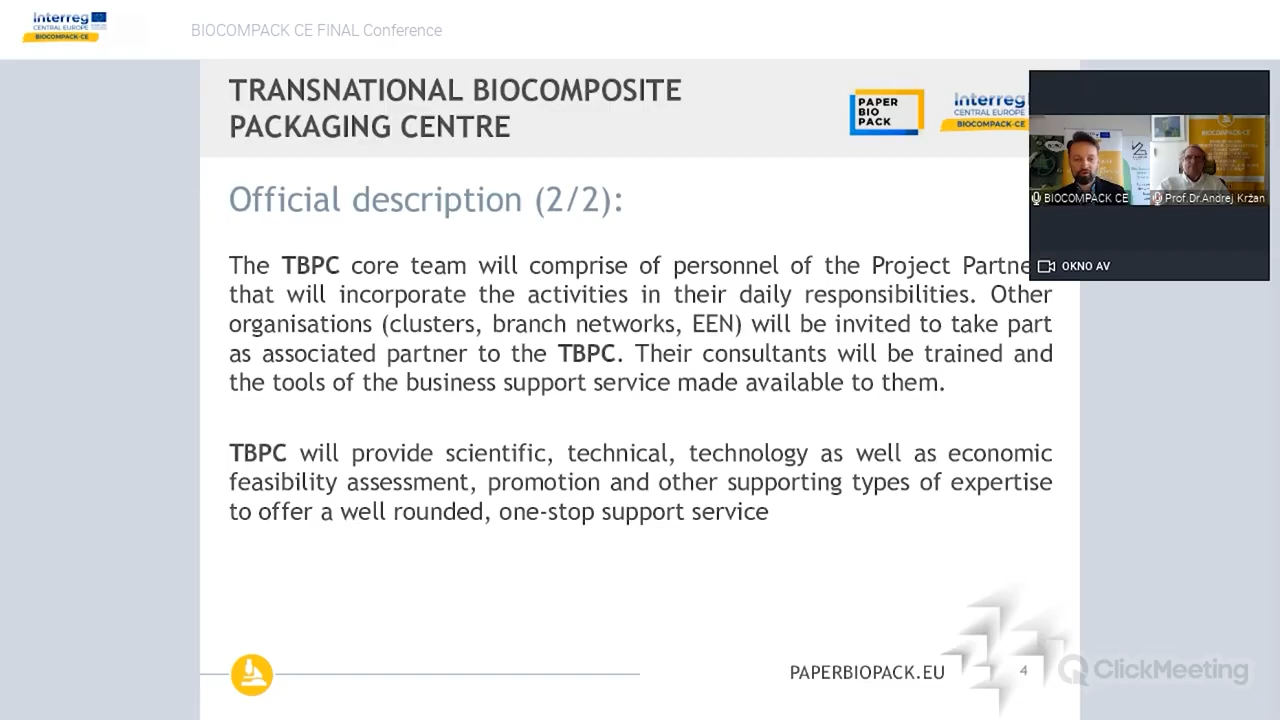 Interreg
CENTRAL EUROPE
BIOCOMPACK-CE
BIOCOMPACK CE FINAL Conference
TRANSNATIONAL BIOCOMPOSITE
PACKAGING CENTRE
PAPER
BIO
PACK
Interreg
CENTRAL EUROPE
BIOCOMPACK-CE
BIOCOMPACK-CE
BIOCOMPACK CE
Prof.Dr.Andrej Kržan
OKNO AV
Official description (2/2):
The TBPC core team will comprise of personnel of the Project Partne
that will incorporate the activities in their daily responsibilities. Other
organisations (clusters, branch networks, EEN) will be invited to take part
as associated partner to the TBPC. Their consultants will be trained and
the tools of the business support service made available to them.
TBPC will provide scientific, technical, technology as well as economic
feasibility assessment, promotion and other supporting types of expertise
to offer a well rounded, one-stop support service
PAPERBIOPACK.EU
4
ClickMeeting